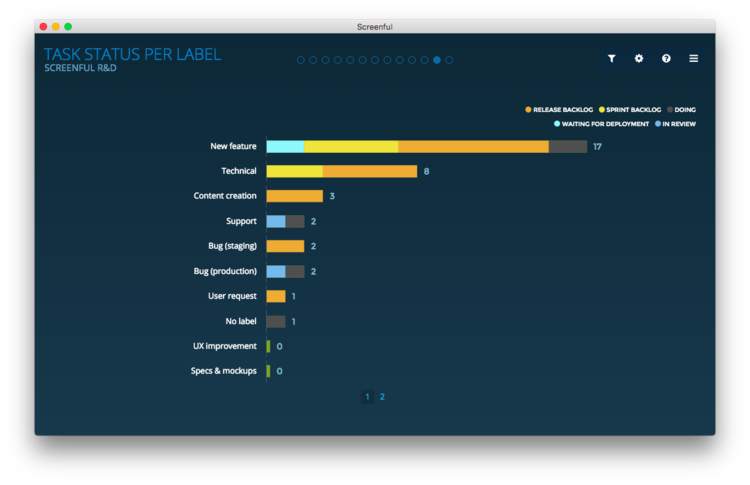 Screenful
TASK STATUS PER LABEL
SCREENFUL R&D
RELEASE BACKLOG SPRINT BACKLOG DOING
WAITING FOR DEPLOYMENT IN REVIEW
New feature 17
Technical 8
Content creation 3
Support 2
Bug (staging) 2
Bug (production) 2
User request 1
No label 1
UX improvement 0
Specs & mockups 0
1 2